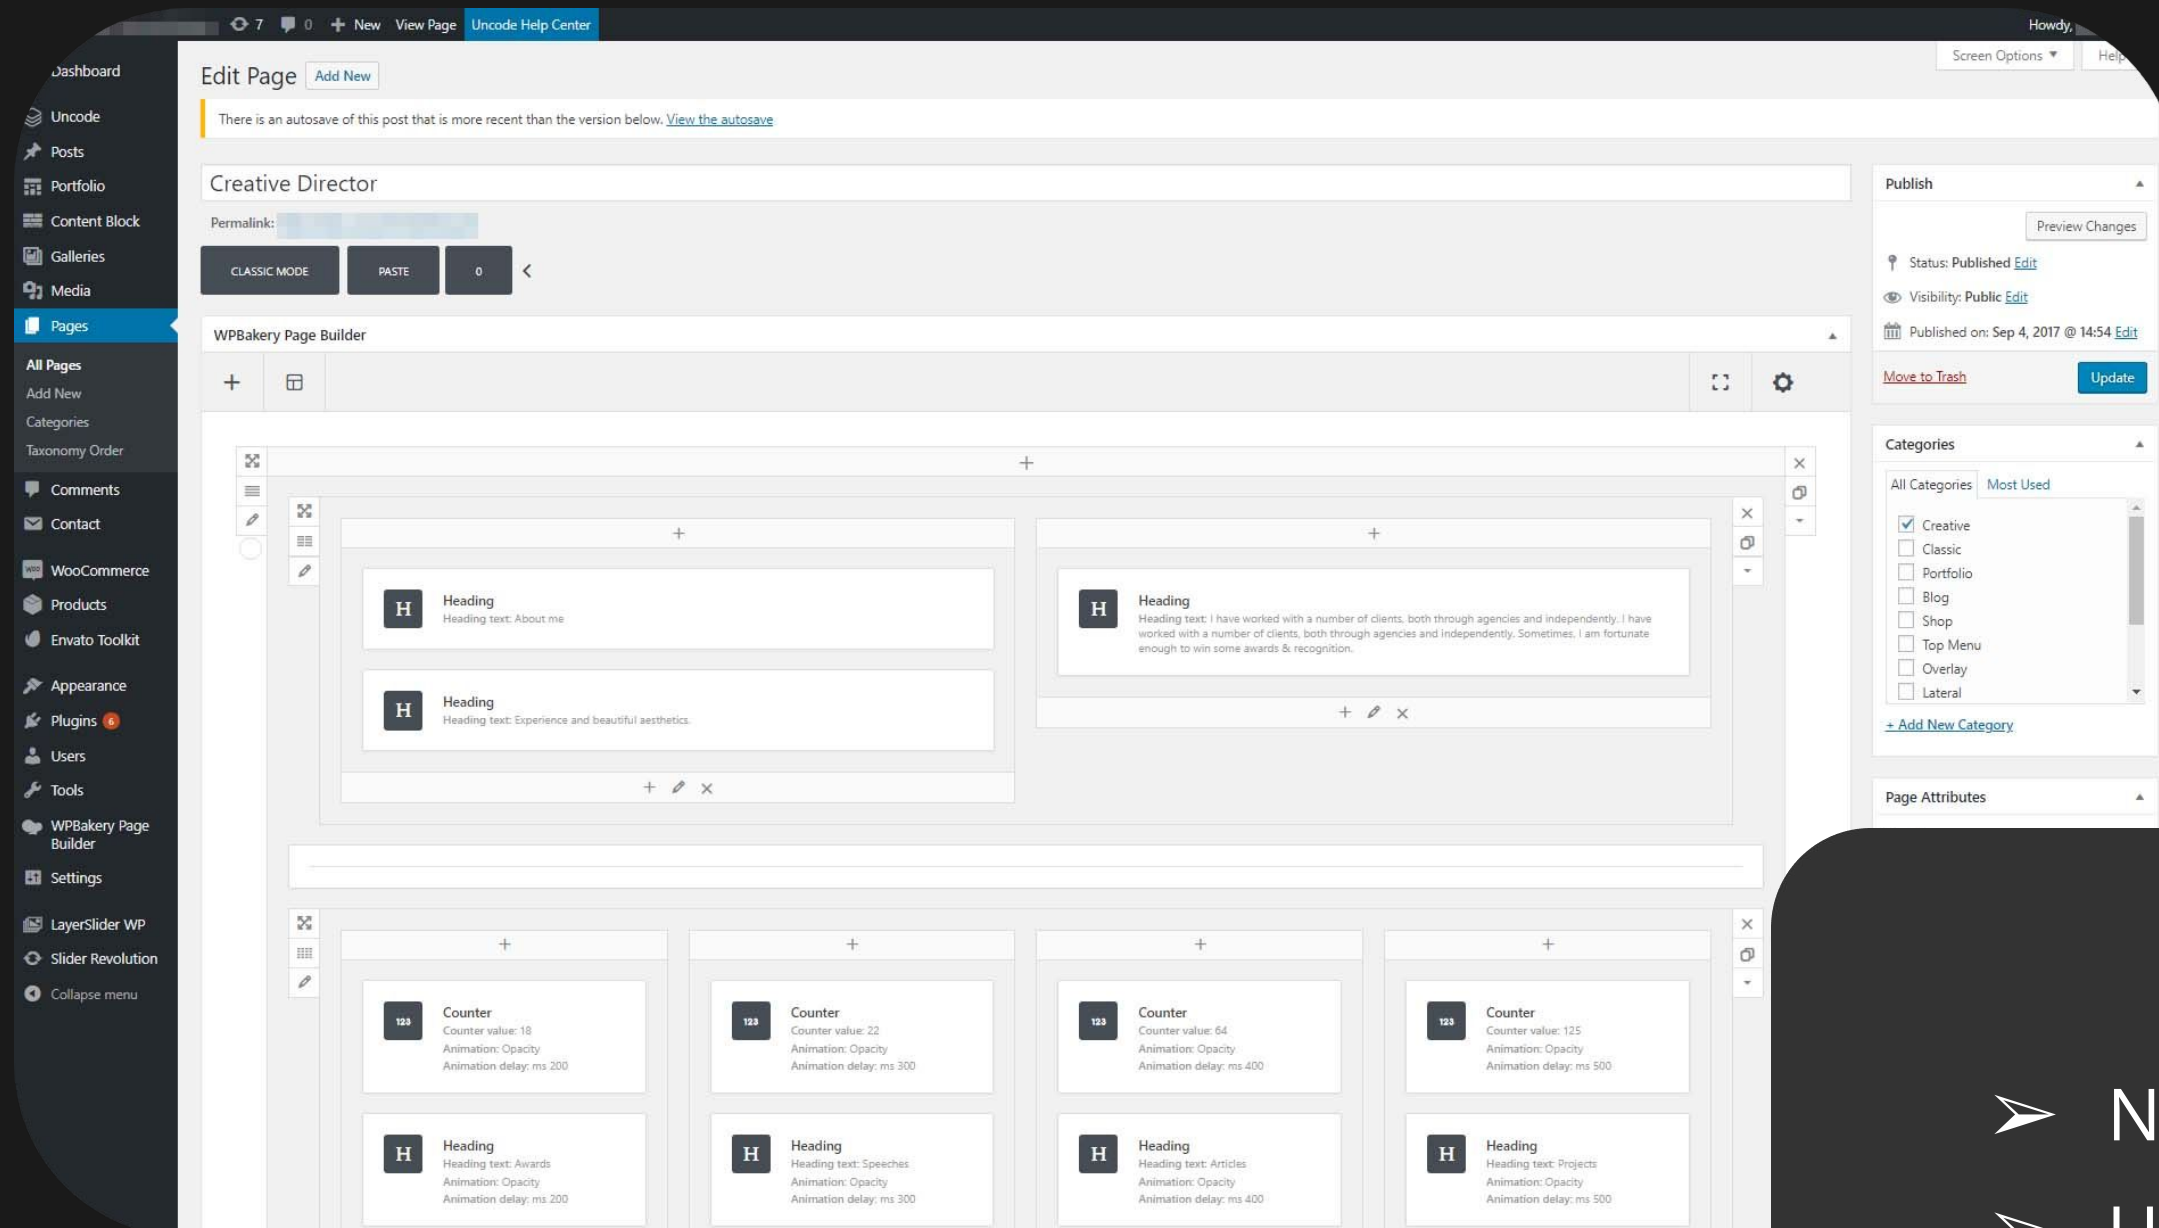 7 0 + New View Page Uncode Help Center
Howdy,
Screen Options
Help
Dashboard
Uncode
Posts
Portfolio
Content Block
Galleries
Media
Pages
All Pages
Add New
Categories
Taxonomy Order
Comments
Contact
WooCommerce
Products
Envato Toolkit
Appearance
Plugins 6
Users
Tools
WPBakery Page
Builder
Settings
LayerSlider WP
Slider Revolution
Collapse menu
Edit Page Add New
There is an autosave of this post that is more recent than the version below. View the autosave
Creative Director
Permalink:
CLASSIC MODE PASTE 0
WPBakery Page Builder
Heading
Heading text: About me
Heading
Heading text: Experience and beautiful aesthetics.
Heading
Heading text: I have worked with a number of clients, both through agencies and independently. I have
worked with a number of clients, both through agencies and independently. Sometimes, I am fortunate
enough to win some awards & recognition.
123
Counter
Counter value: 18
Animation: Opacity
Animation delay: ms 200
123
Counter
Counter value: 22
Animation: Opacity
Animation delay: ms 300
123
Counter
Counter value: 64
Animation: Opacity
Animation delay: ms 400
123
Counter
Counter value: 125
Animation: Opacity
Animation delay: ms 500
H
Heading
Heading text: Awards
Animation: Opacity
Animation delay: ms 200
H
Heading
Heading text: Speeches
Animation: Opacity
Animation delay: ms 300
H
Heading
Heading text: Articles
Animation: Opacity
Animation delay: ms 400
H
Heading
Heading text: Projects
Animation: Opacity
Animation delay: ms 500
Publish
Preview Changes
Status: Published Edit
Visibility: Public Edit
Published on: Sep 4, 2017 @ 14:54 Edit
Move to Trash Update
Categories
All Categories Most Used
Creative
Classic
Portfolio
Blog
Shop
Top Menu
Overlay
Lateral
+ Add New Category
Page Attributes
➢ N